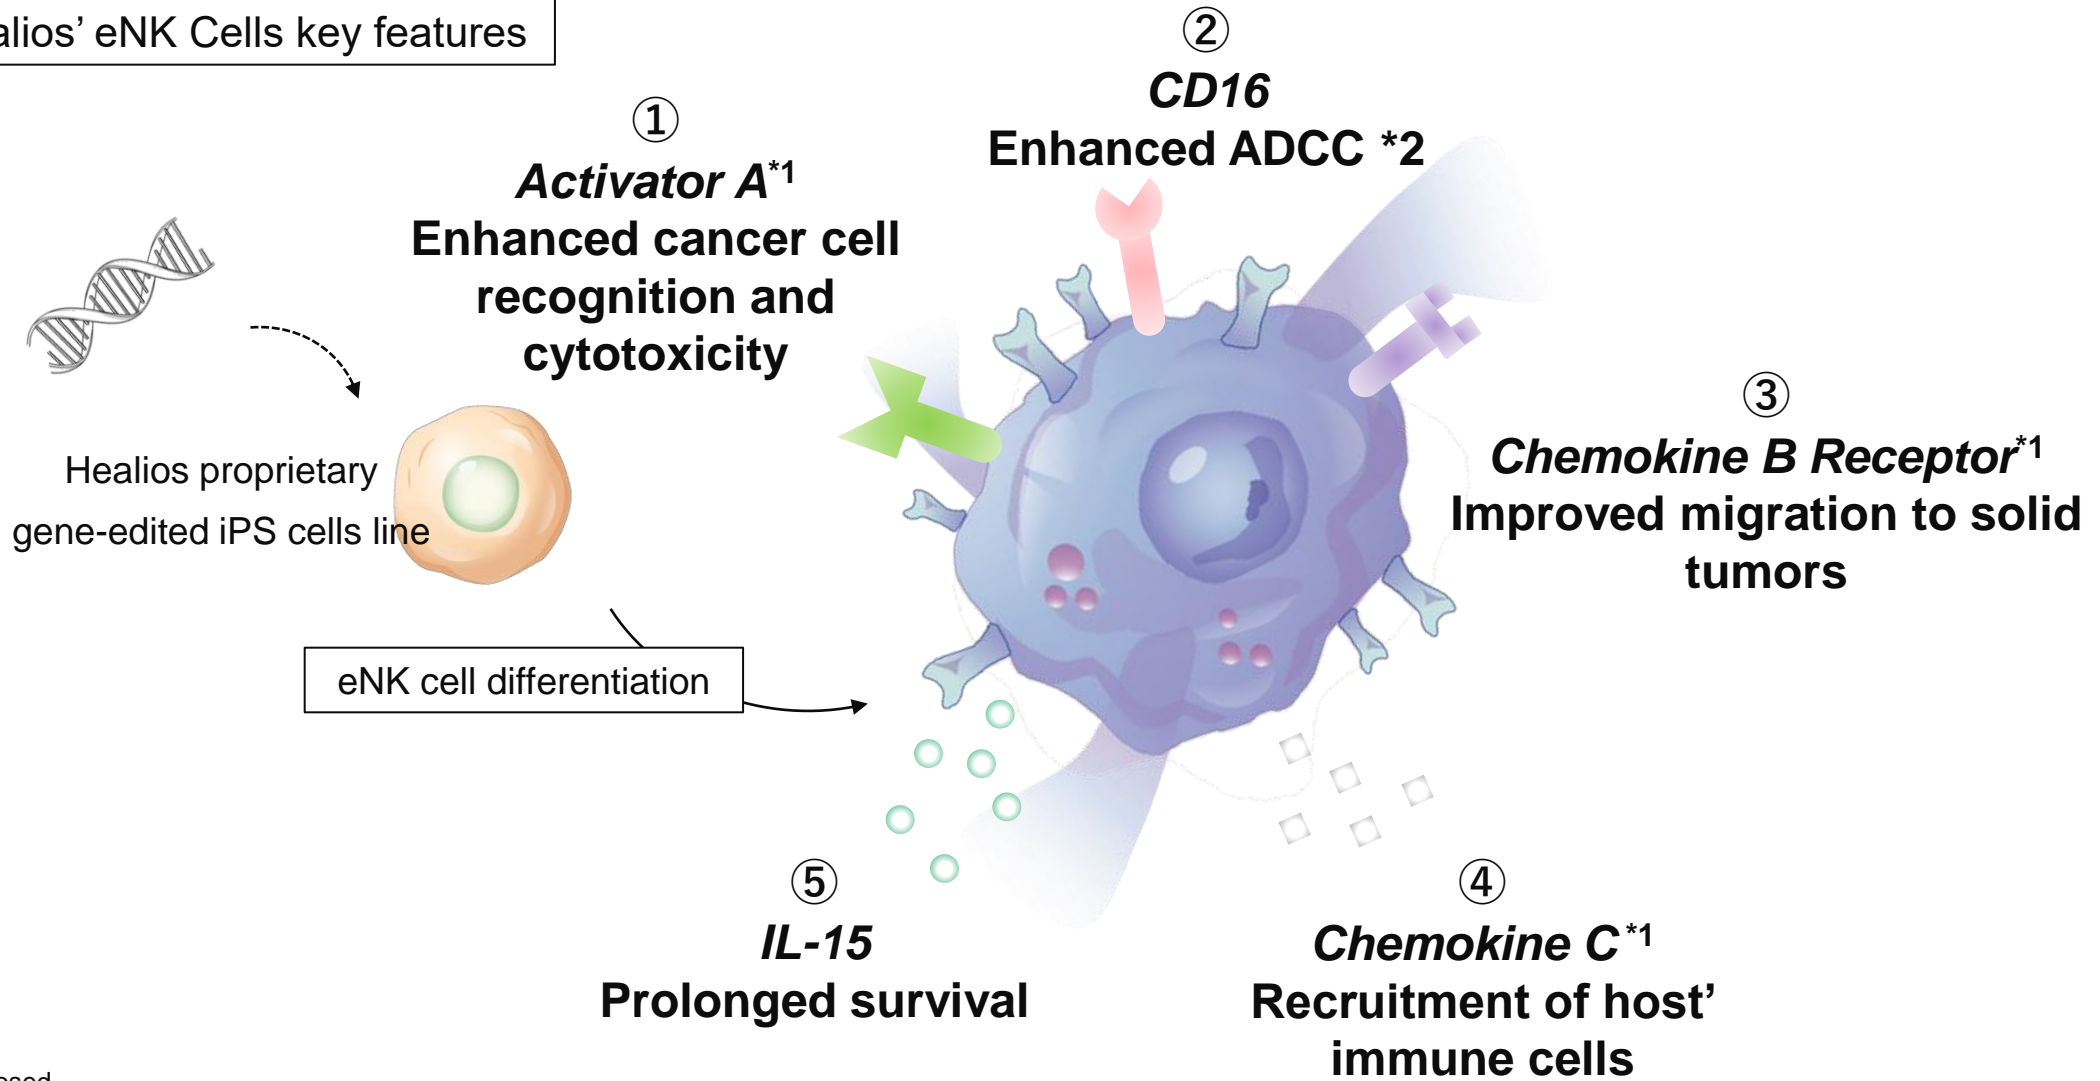 alios’ eNK Cells key features
①
Activator A*1
Enhanced cancer cell
recognition and
cytotoxicity
②
CD16
Enhanced ADCC *2
③
Chemokine B Receptor*1
Improved migration to solid
tumors
Healios proprietary
gene-edited iPS cells line
eNK cell differentiation
⑤
IL-15
Prolonged survival
④
Chemokine C*1
Recruitment of host’
immune cells